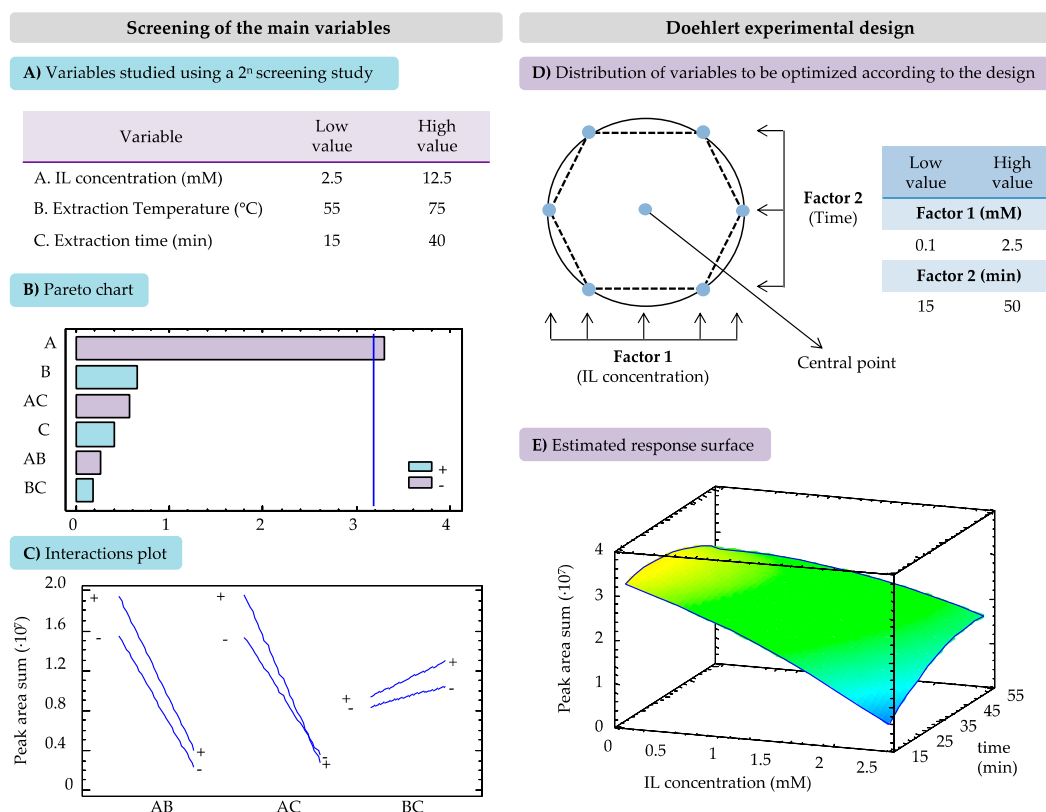 Screening of the main variables
A) Variables studied using a 2ⁿ screening study
Variable
Low value
High value
A. IL concentration (mM) 2.5 12.5
B. Extraction Temperature (°C) 55 75
C. Extraction time (min) 15 40
B) Pareto chart
A
B
AC
C
AB
BC
+
-
0 1 2 3 4
C) Interactions plot
Peak area sum (·10⁷)
2.0
1.6
1.2
0.8
0.4
0
+ + 
- -
+ +
- -
+ +
- -
AB AC BC
Doehlert experimental design
D) Distribution of variables to be optimized according to the design
Factor 2
(Time)
Factor 1
(IL concentration)
Central point
Low value
High value
Factor 1 (mM)
0.1 2.5
Factor 2 (min)
15 50
E) Estimated response surface
Peak area sum (·10⁷)
4
3
2
1
0
0 0.5 1 1.5 2 2.5
IL concentration (mM)
15 25 35 45 55
time
(min)